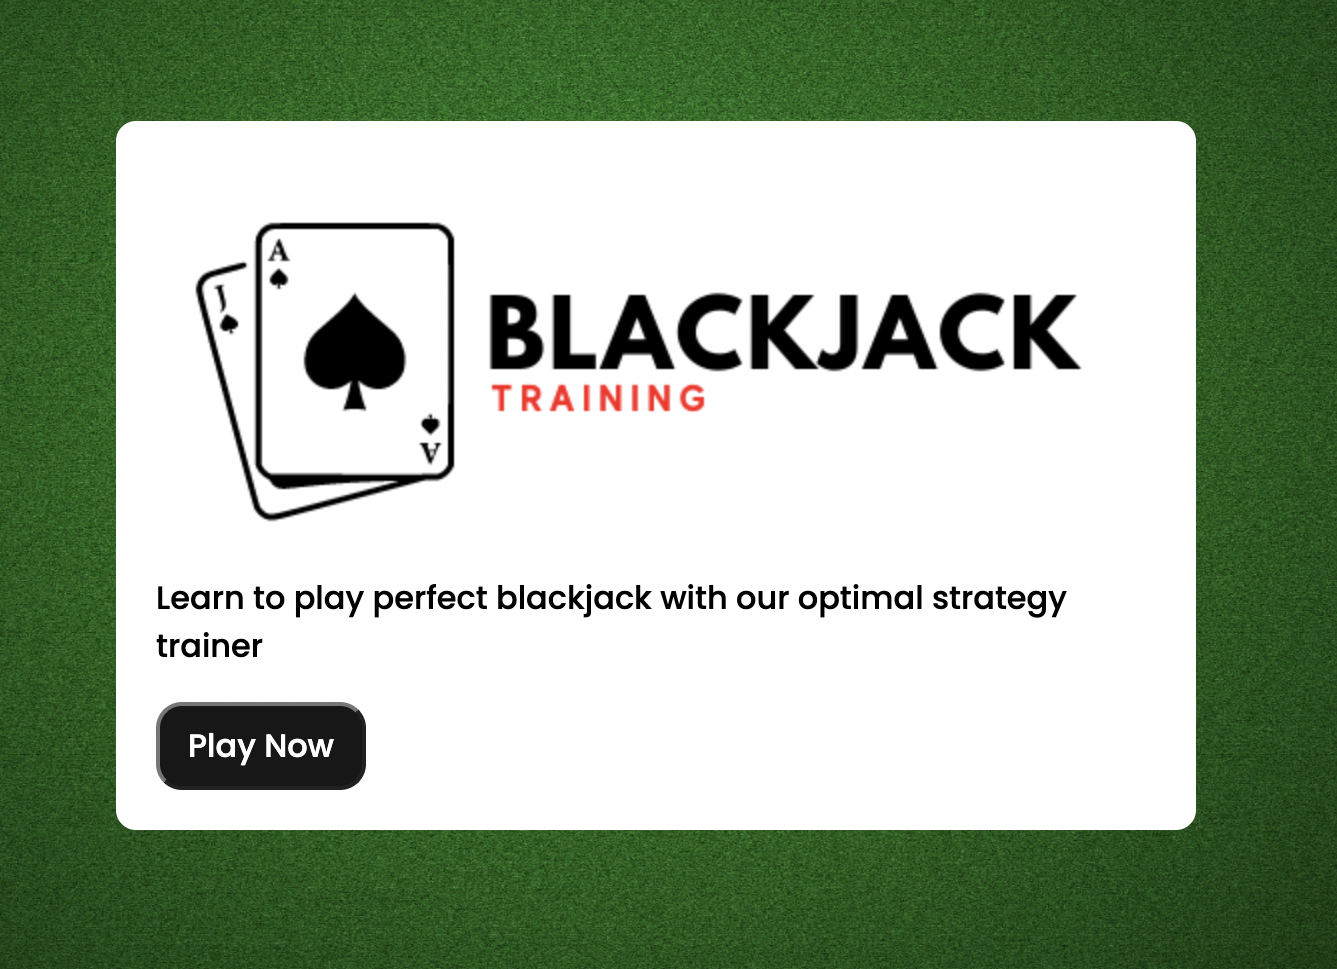 A
J
BLACKJACK
TRAINING
A
Learn to play perfect blackjack with our optimal strategy
trainer
Play Now